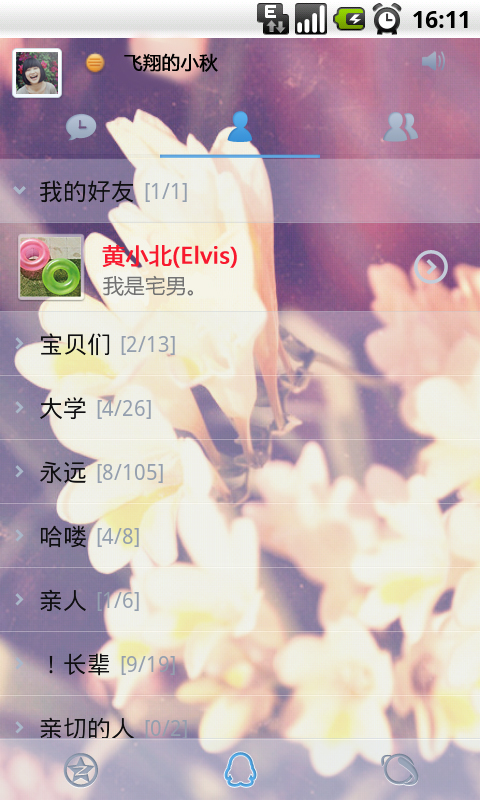 E
16:11
飞翔的小秋
我的好友 [1/1]
黄小北(Elvis)
我是宅男。
宝贝们 [2/13]
大学 [4/26]
永远 [8/105]
哈喽 [4/8]
亲人 [1/6]
！长辈 [9/19]
亲切的人 [0/2]